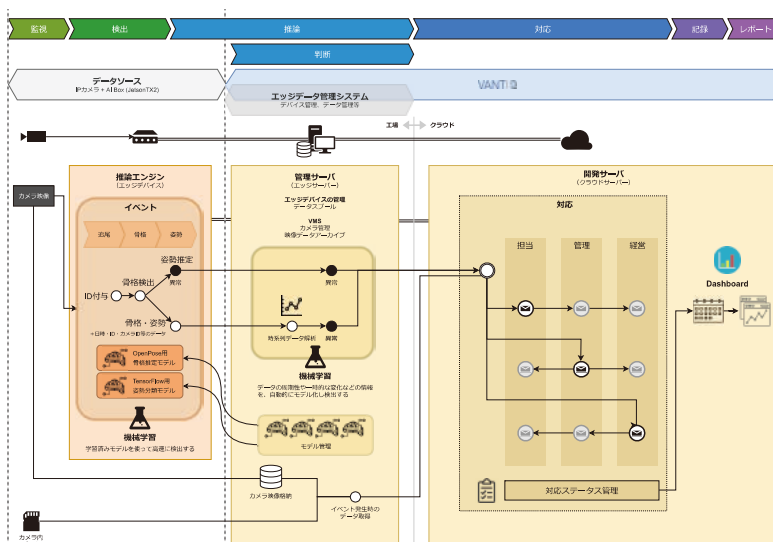 監視
検出
推論
対応
記録
レポート
判断
データソース
IPカメラ + AI Box (JetsonTX2)
VANTIQ
エッジデータ管理システム
デバイス管理、データ管理等
工場
クラウド
推論エンジン
(エッジデバイス)
管理サーバ
(エッジサーバー)
開発サーバ
(クラウドサーバー)
カメラ映像
イベント
追尾
骨格
姿勢
エッジデバイスの管理
データスプール
VMS
カメラ管理
映像データアーカイブ
対応
担当
管理
経営
姿勢推定
異常
骨格検出
ID付与
骨格・姿勢
+日時・ID・カメラID等のデータ
異常
時系列データ解析
異常
Dashboard
OpenPose用
骨格推定モデル
TensorFlow用
姿勢分類モデル
機械学習
データの周期性や一時的な変化などの情報
を、自動的にモデル化し検出する
機械学習
学習済みモデルを使って高速に検出する
モデル管理
カメラ映像格納
イベント発生時の
データ取得
対応ステータス管理
カメラ内